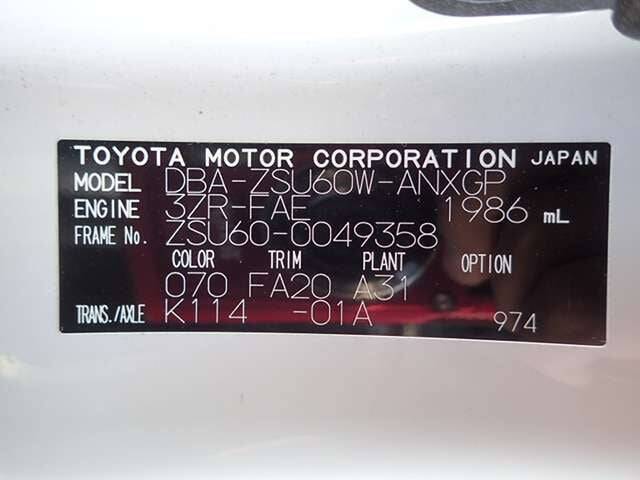 TOYOTA MOTOR CORPORATION JAPAN
MODEL DBA-ZSU60W-ANXGP
ENGINE 3ZR-FAE 1986 mL
FRAME No. ZSU60-0049358
COLOR TRIM PLANT OPTION
070 FA20 A31
TRANS./AXLE K114 -01A 974